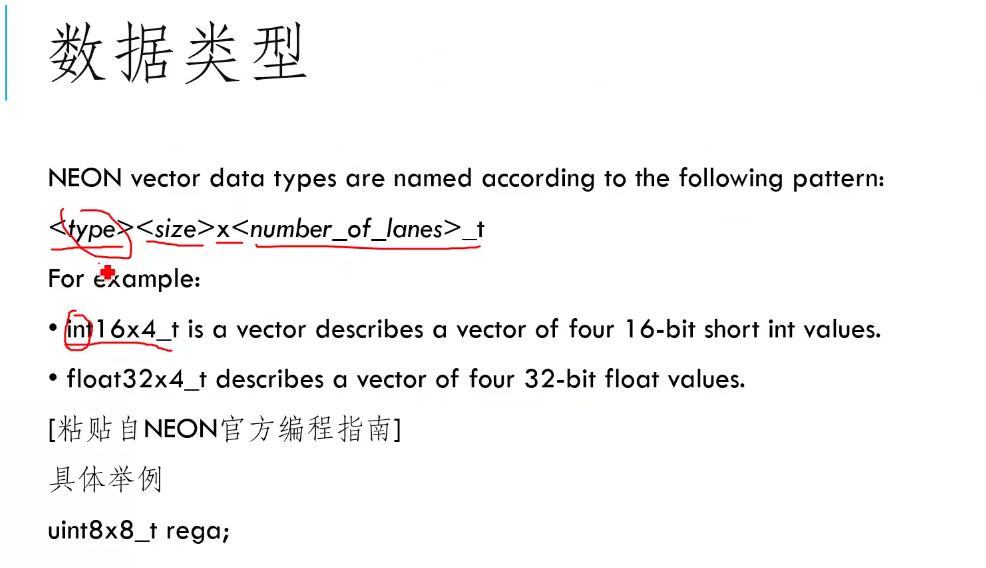 数据类型
NEON vector data types are named according to the following pattern:
<type><size>x<number_of_lanes>_t
For example:
• int16x4_t is a vector describes a vector of four 16-bit short int values.
• float32x4_t describes a vector of four 32-bit float values.
[粘贴自NEON官方编程指南]
具体举例
uint8x8_t rega;